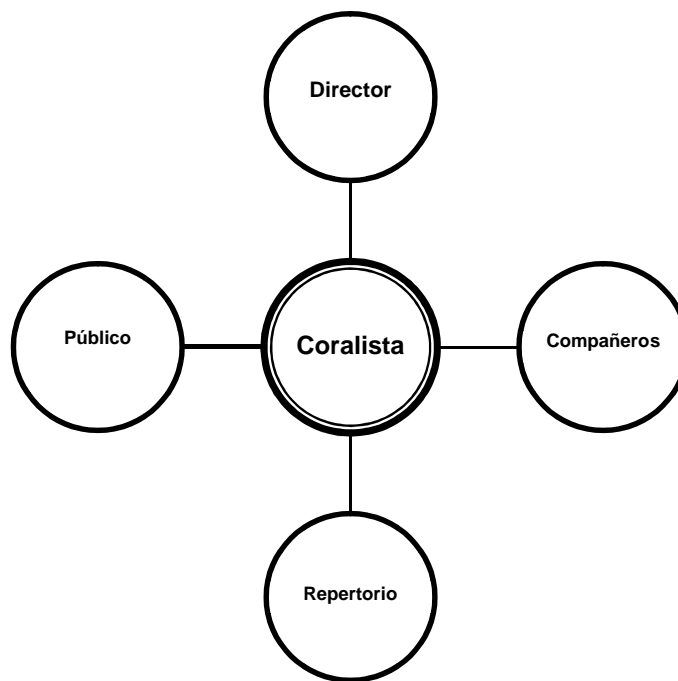 Director
Público
Coralista
Compañeros
Repertorio